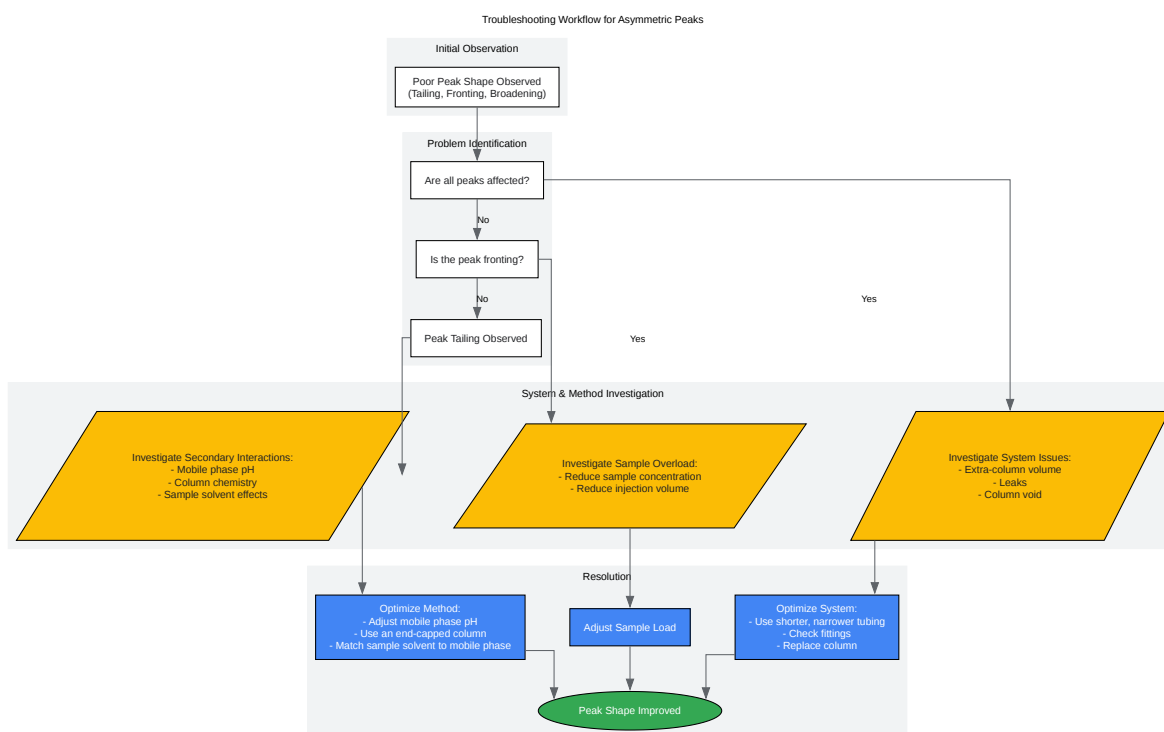 Troubleshooting Workflow for Asymmetric Peaks
Initial Observation
Poor Peak Shape Observed
(Tailing, Fronting, Broadening)
Problem Identification
Are all peaks affected?
No
Is the peak fronting?
No
Yes
Peak Tailing Observed
Yes
System & Method Investigation
Investigate Secondary Interactions:
- Mobile phase pH
- Column chemistry
- Sample solvent effects
Investigate Sample Overload:
- Reduce sample concentration
- Reduce injection volume
Investigate System Issues:
- Extra-column volume
- Leaks
- Column void
Resolution
Optimize Method:
- Adjust mobile phase pH
- Use an end-capped column
- Match sample solvent to mobile phase
Adjust Sample Load
Optimize System:
- Use shorter, narrower tubing
- Check fittings
- Replace column
Peak Shape Improved